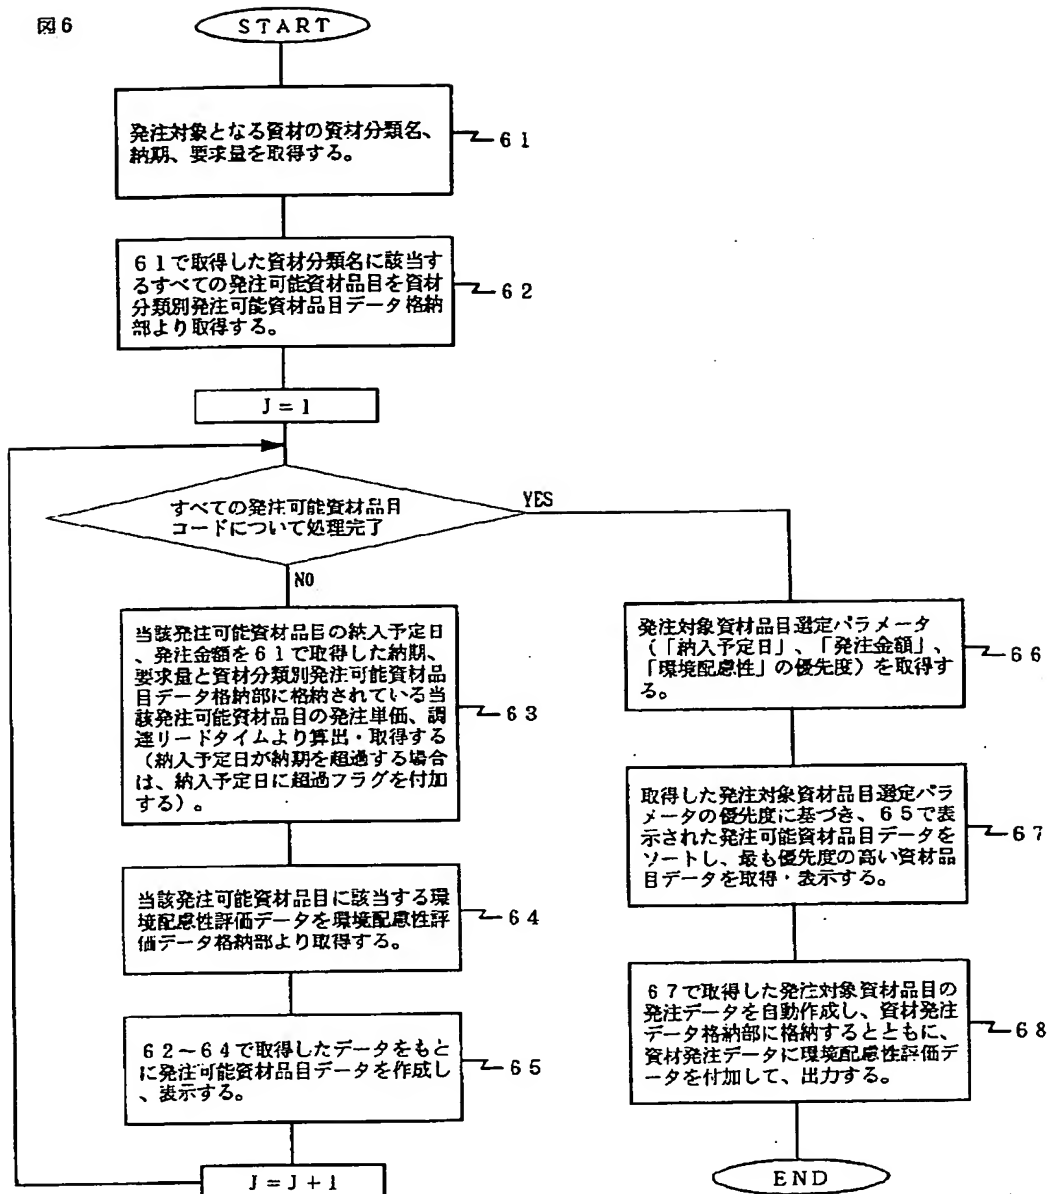 図6
START
発注対象となる資材の資材分類名、
納期、要求量を取得する。
61
61で取得した資材分類名に該当す
るすべての発注可能資材品目を資材
分類別発注可能資材品目データ格納
部より取得する。
62
J = 1
すべての発注可能資材品目
コードについて処理完了
YES
NO
当該発注可能資材品目の納入予定日
、発注金額を61で取得した納期、
要求量と資材分類別発注可能資材品
目データ格納部に格納されている当
該発注可能資材品目の発注単価、調
達リードタイムより算出・取得する
(納入予定日が納期を超過する場合
は、納入予定日に超過フラグを付加
する)。
63
当該発注可能資材品目に該当する環
境配慮性評価データを環境配慮性評
価データ格納部より取得する。
64
62~64で取得したデータをもと
に発注可能資材品目データを作成し
、表示する。
65
J = J + 1
発注対象資材品目選定パラメータ
(「納入予定日」、「発注金額」、
「環境配慮性」の優先度)を取得す
る。
66
取得した発注対象資材品目選定パラ
メータの優先度に基づき、65で表
示された発注可能資材品目データを
ソートし、最も優先度の高い資材品
目データを取得・表示する。
67
67で取得した発注対象資材品目の
発注データを自動作成し、資材発注
データ格納部に格納するとともに、
資材発注データに環境配慮性評価デ
ータを付加して、出力する。
68
END